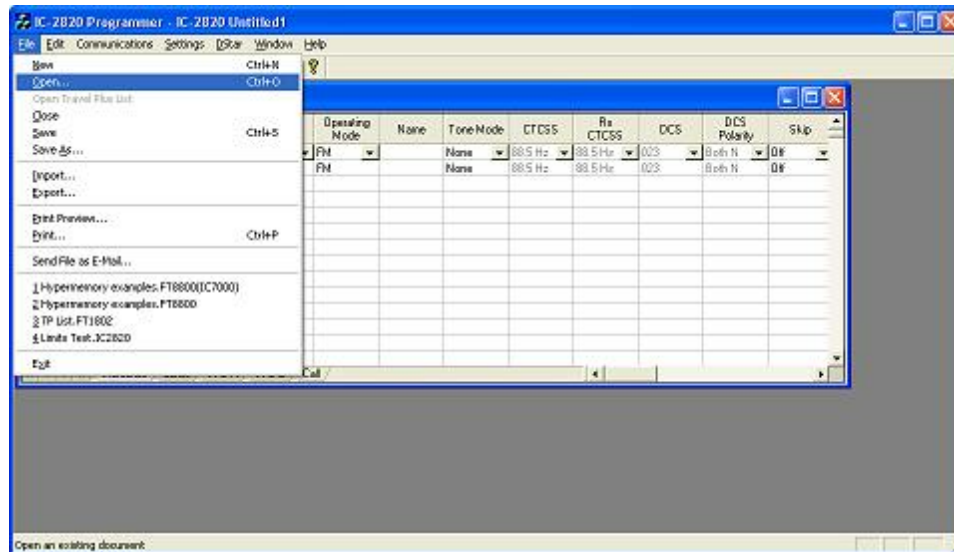 IC-2820 Programmer - IC-2820 Untitled1
File Edit Communications Settings DStar Window Help
New Ctrl+N
Open... Ctrl+O
Open Travel Plus List
Close
Save Ctrl+S
Save As...
Import...
Export...
Print Preview...
Print... Ctrl+P
Send File as E-Mail...
1 Hypermemory examples.FT8800(IC7000)
2 Hypermemory examples.FT8800
3 TP List.FT1802
4 Limits Test.IC2820
Exit
Operating Mode Name Tone Mode CTCSS Rx CTCSS DCS DCS Polarity Skip
FM None 88.5 Hz 88.5 Hz 023 Both N Off
FM None 88.5 Hz 88.5 Hz 023 Both N Off
Call
Open an existing document